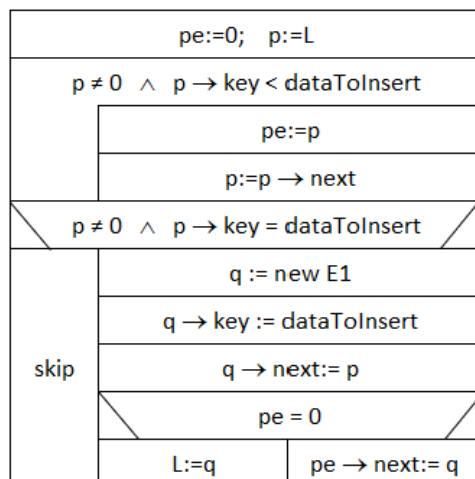 pe:=0; p:=L
p ≠ 0 ∧ p → key < dataToInsert
pe:=p
p:=p → next
p ≠ 0 ∧ p → key = dataToInsert
q := new E1
q → key := dataToInsert
skip
q → next:= p
pe = 0
L:=q
pe → next:= q